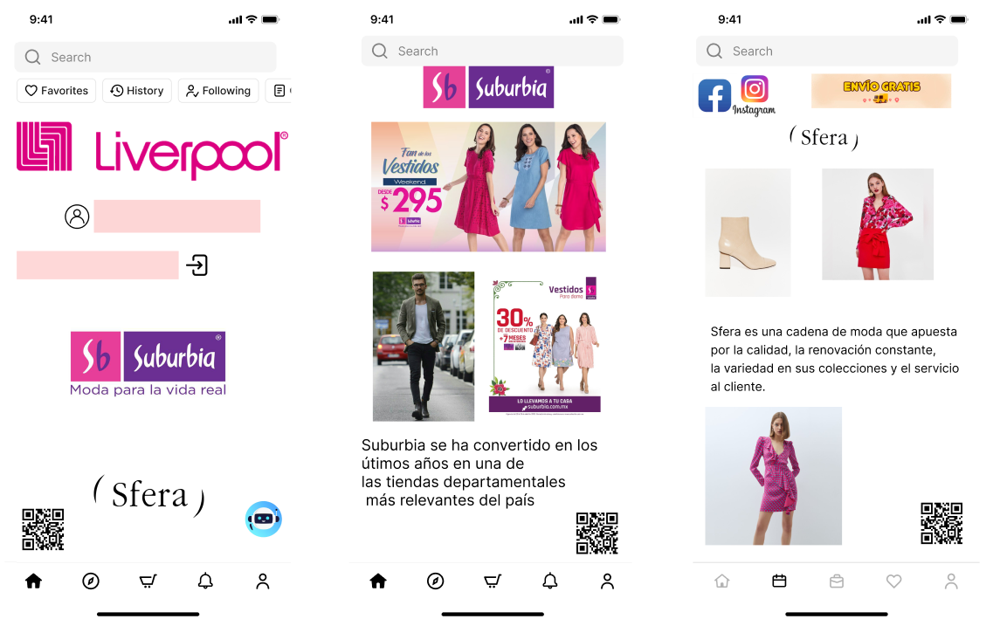 9:41
Search
Favorites
History
Following
Liverpool®
Sb Suburbia®
Moda para la vida real
( Sfera )
9:41
Search
Sb Suburbia®
Fan de los
Vestidos
Weekend
DESDE
$295
Vestidos
Para dama
30%
DE DESCUENTO
+7 MESES
LO LLEVAMOS A TU CASA
suburbia.com.mx
Suburbia se ha convertido en los
útimos años en una de
las tiendas departamentales
más relevantes del país
9:41
Search
Instagram
ENVÍO GRATIS
( Sfera )
Sfera es una cadena de moda que apuesta
por la calidad, la renovación constante,
la variedad en sus colecciones y el servicio
al cliente.